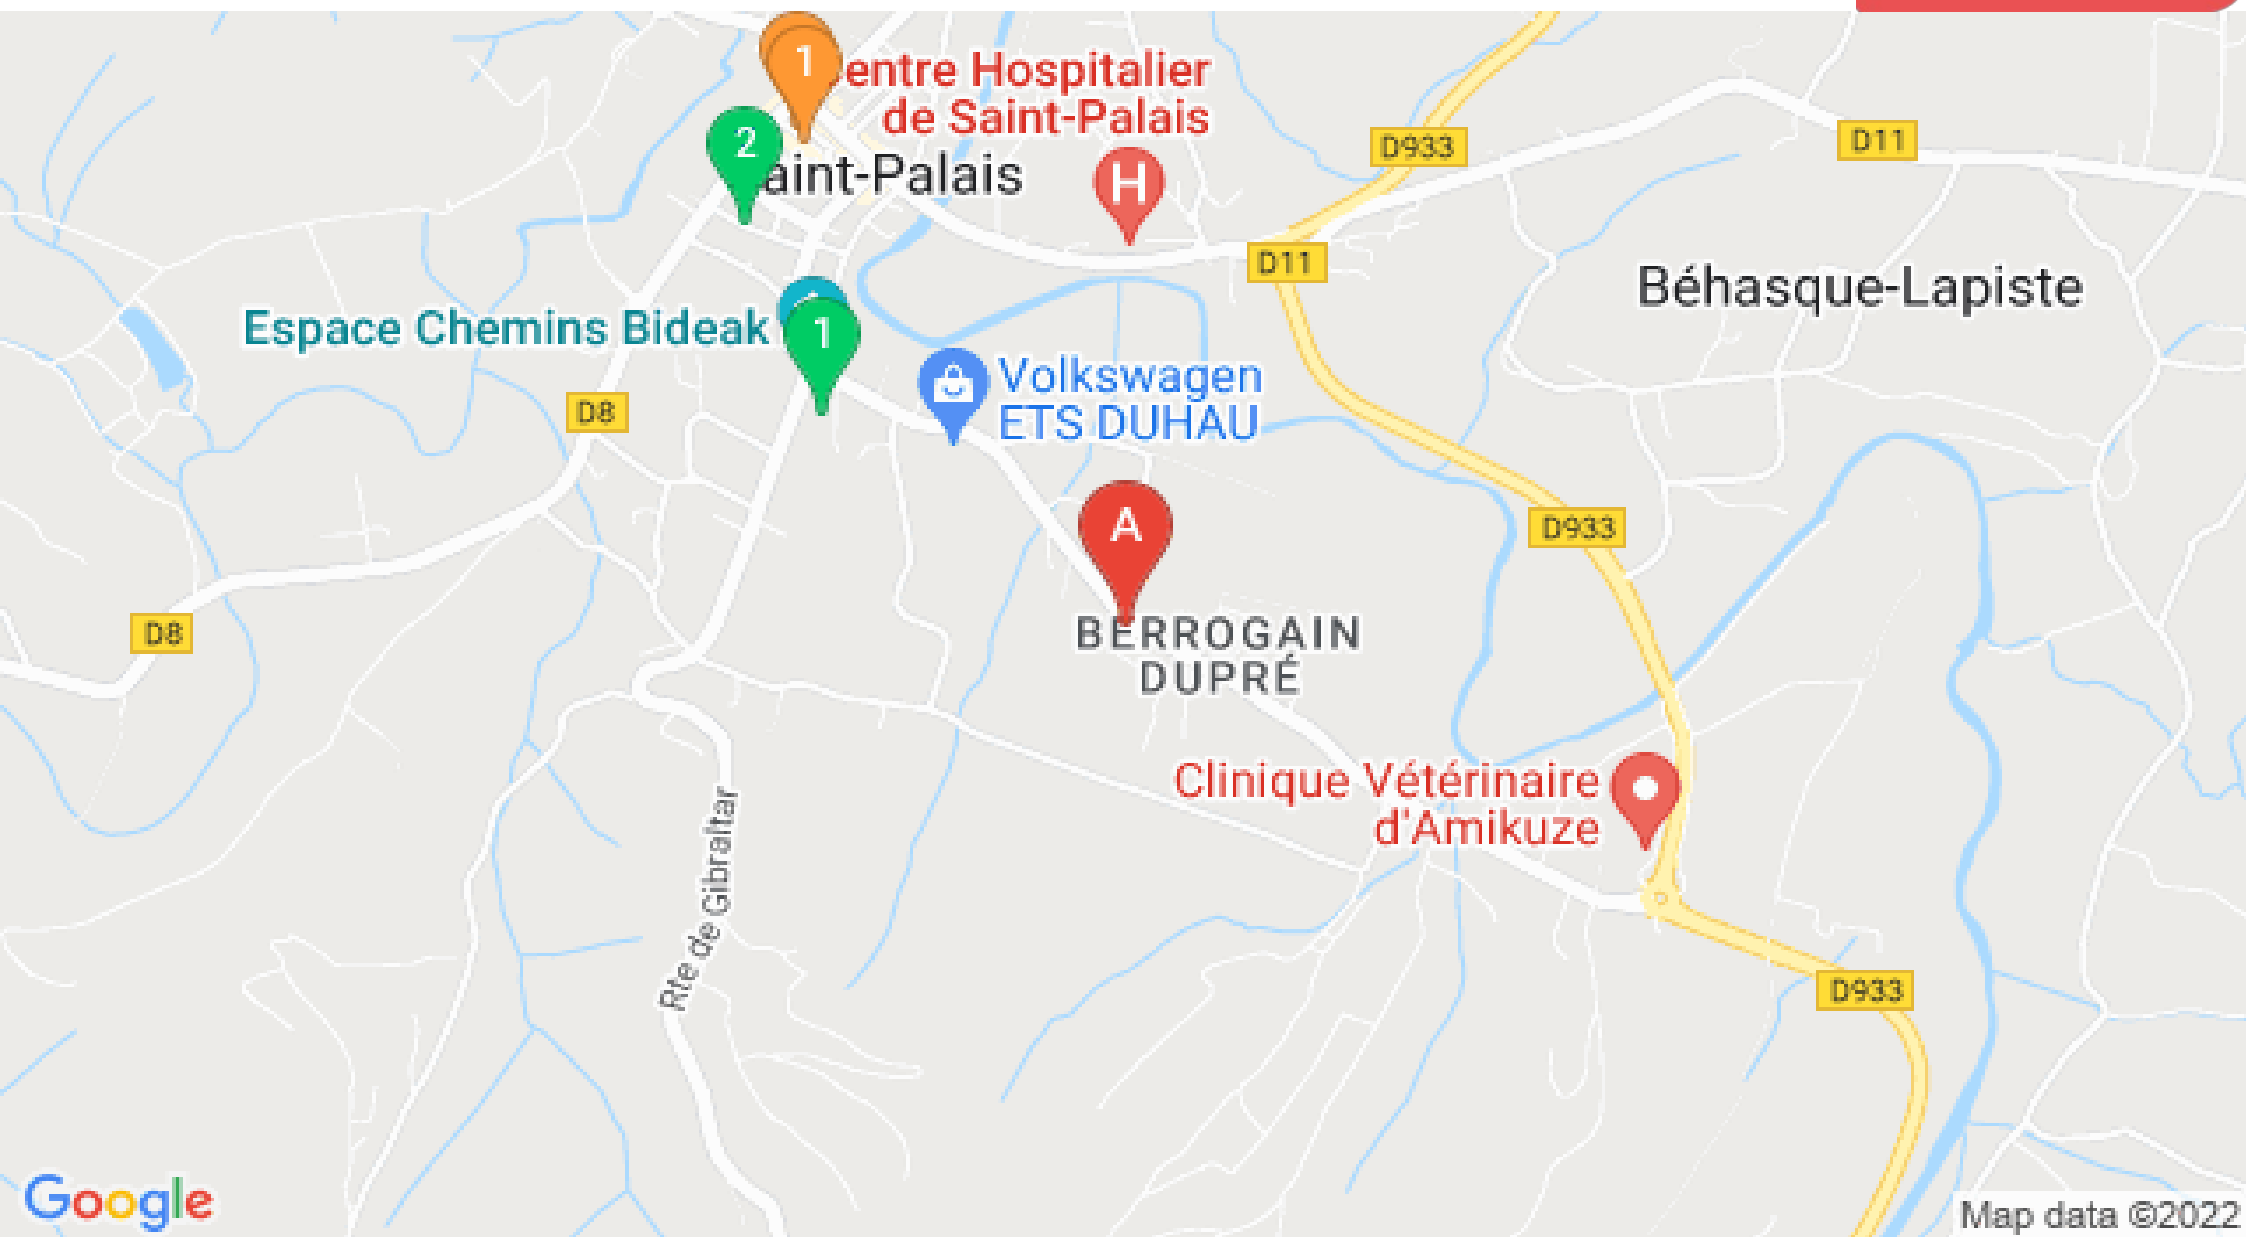 1
entre Hospitalier
de Saint-Palais
2
aint-Palais
H
D933
D11
D11
Béhasque-Lapiste
Espace Chemins Bideak
1
Volkswagen
ETS DUHAU
D8
A
D933
D8
BERROGAIN
DUPRÉ
Clinique Vétérinaire
d'Amikuze
Rte de Gibraltar
D933
Google
Map data ©2022